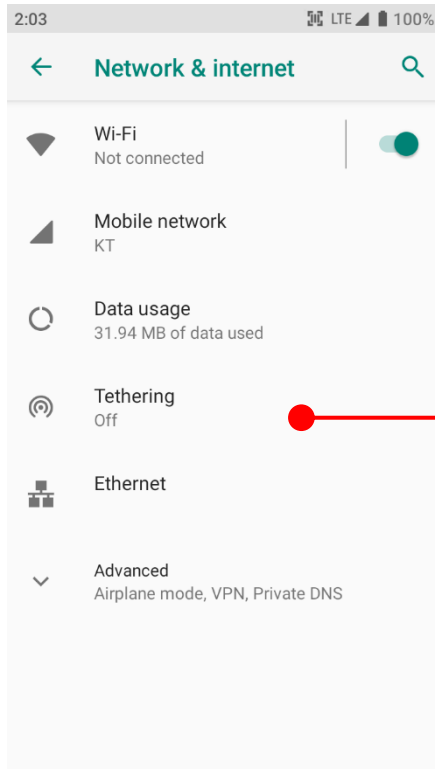 2:03 LTE 100%
Network & internet
Wi-Fi
Not connected
Mobile network
KT
Data usage
31.94 MB of data used
Tethering
Off
Ethernet
Advanced
Airplane mode, VPN, Private DNS